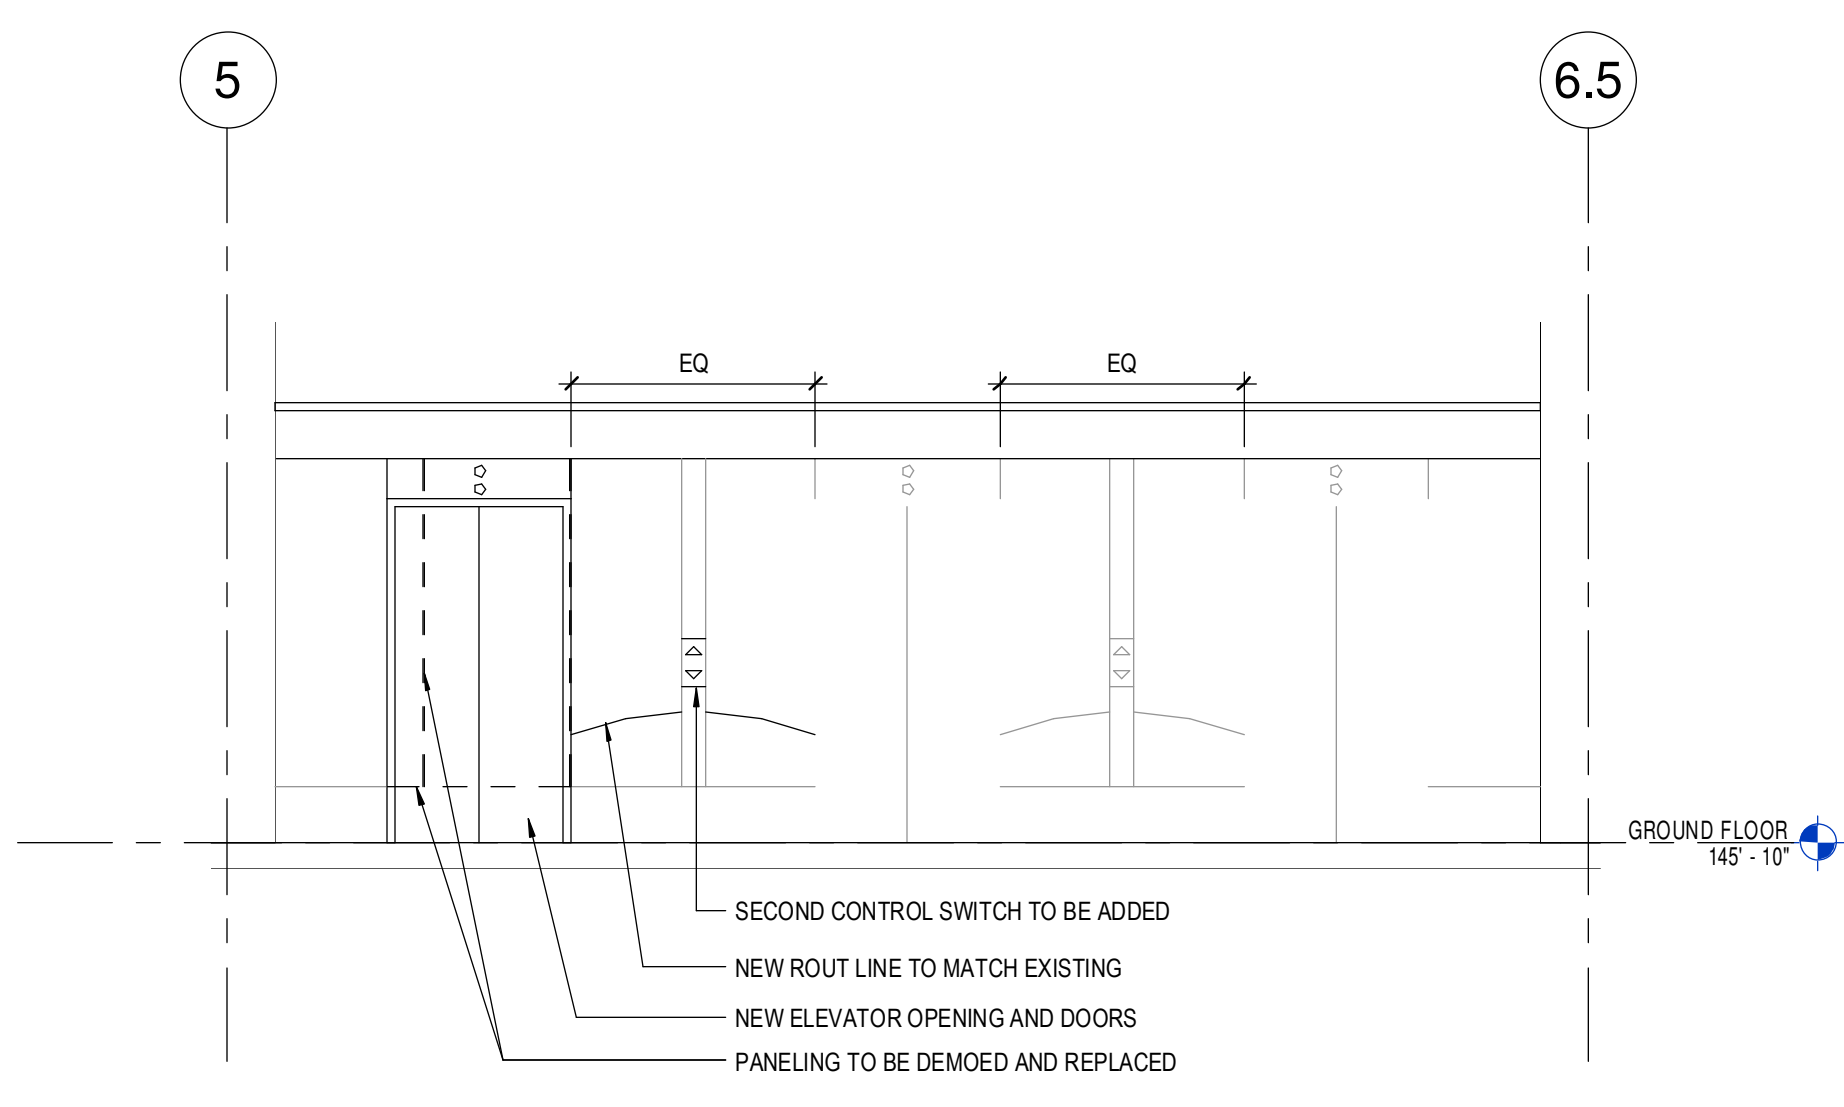 5
6.5
EQ
EQ
GROUND FLOOR
145' - 10"
SECOND CONTROL SWITCH TO BE ADDED
NEW ROUT LINE TO MATCH EXISTING
NEW ELEVATOR OPENING AND DOORS
PANELING TO BE DEMOED AND REPLACED